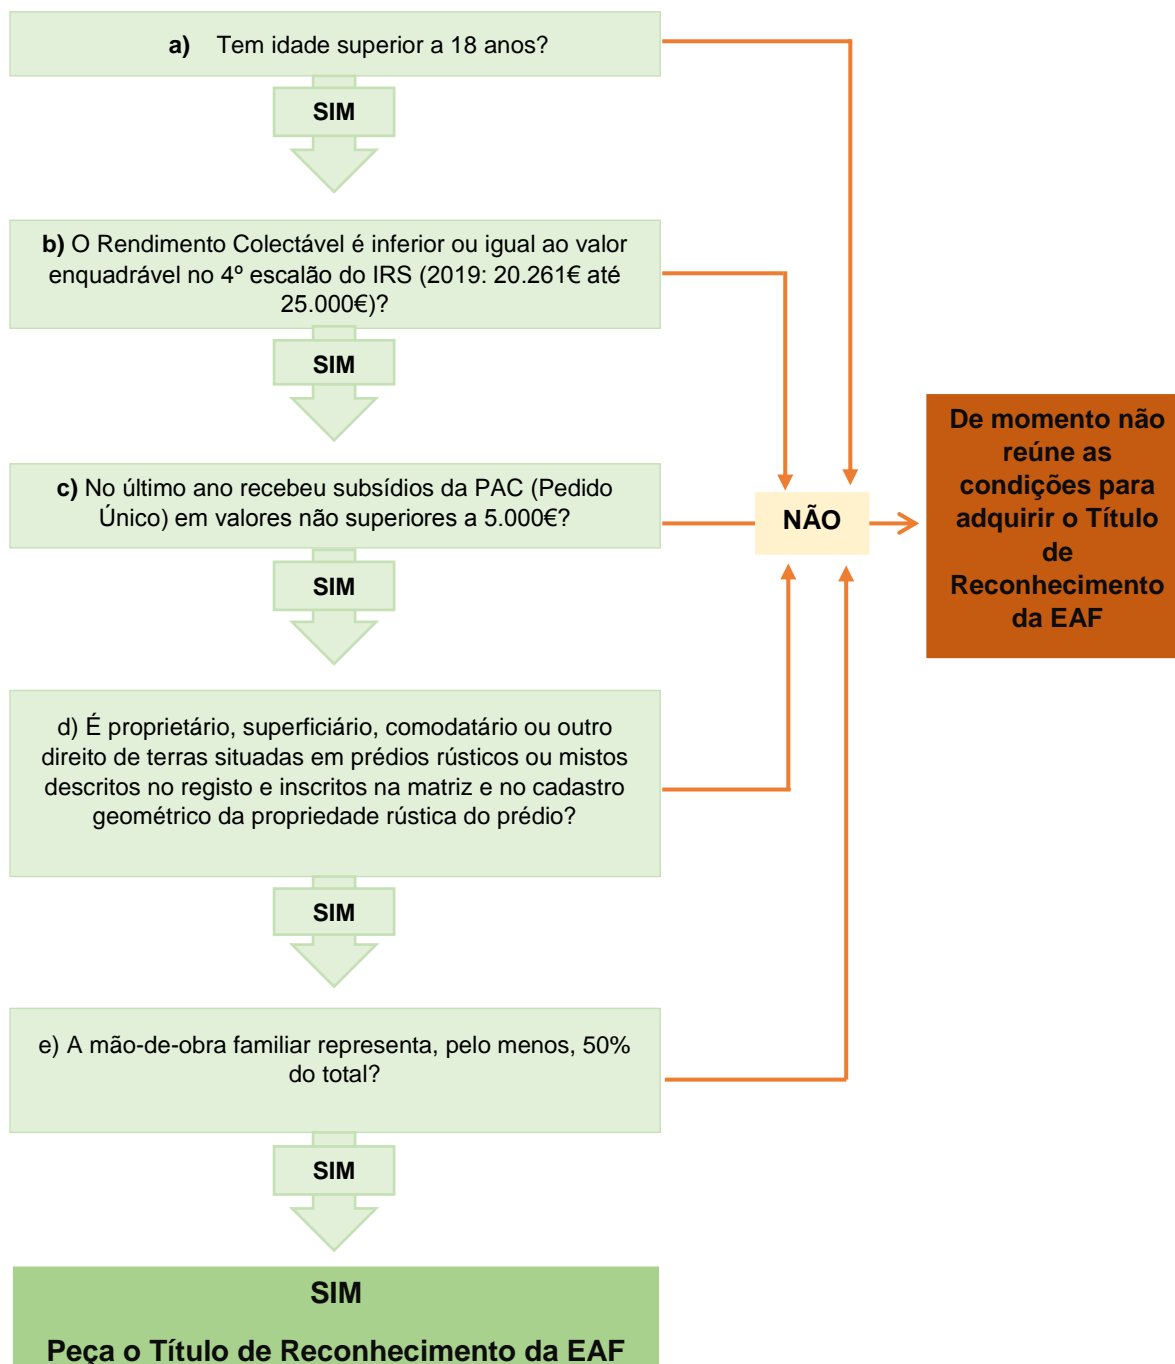 a) Tem idade superior a 18 anos?
SIM
b) O Rendimento Colectável é inferior ou igual ao valor
enquadrável no 4º escalão do IRS (2019: 20.261€ até
25.000€)?
SIM
c) No último ano recebeu subsídios da PAC (Pedido
Único) em valores não superiores a 5.000€?
SIM
d) É proprietário, superficiário, comodatário ou outro
direito de terras situadas em prédios rústicos ou mistos
descritos no registo e inscritos na matriz e no cadastro
geométrico da propriedade rústica do prédio?
SIM
e) A mão-de-obra familiar representa, pelo menos, 50%
do total?
SIM
SIM
Peça o Título de Reconhecimento da EAF
NÃO
De momento não
reúne as
condições para
adquirir o Título
de
Reconhecimento
da EAF